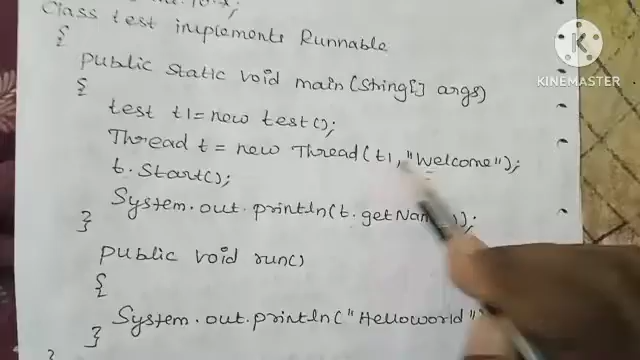 Class test implements Runnable
{
public static void main(String[] args)
{
test t1=new test();
Thread t = new Thread(t1,"Welcome");
t.Start();
System.out.println(t.getNam());
}
public void run()
{
System.out.println("Helloworld"
}
}
KINEMASTER